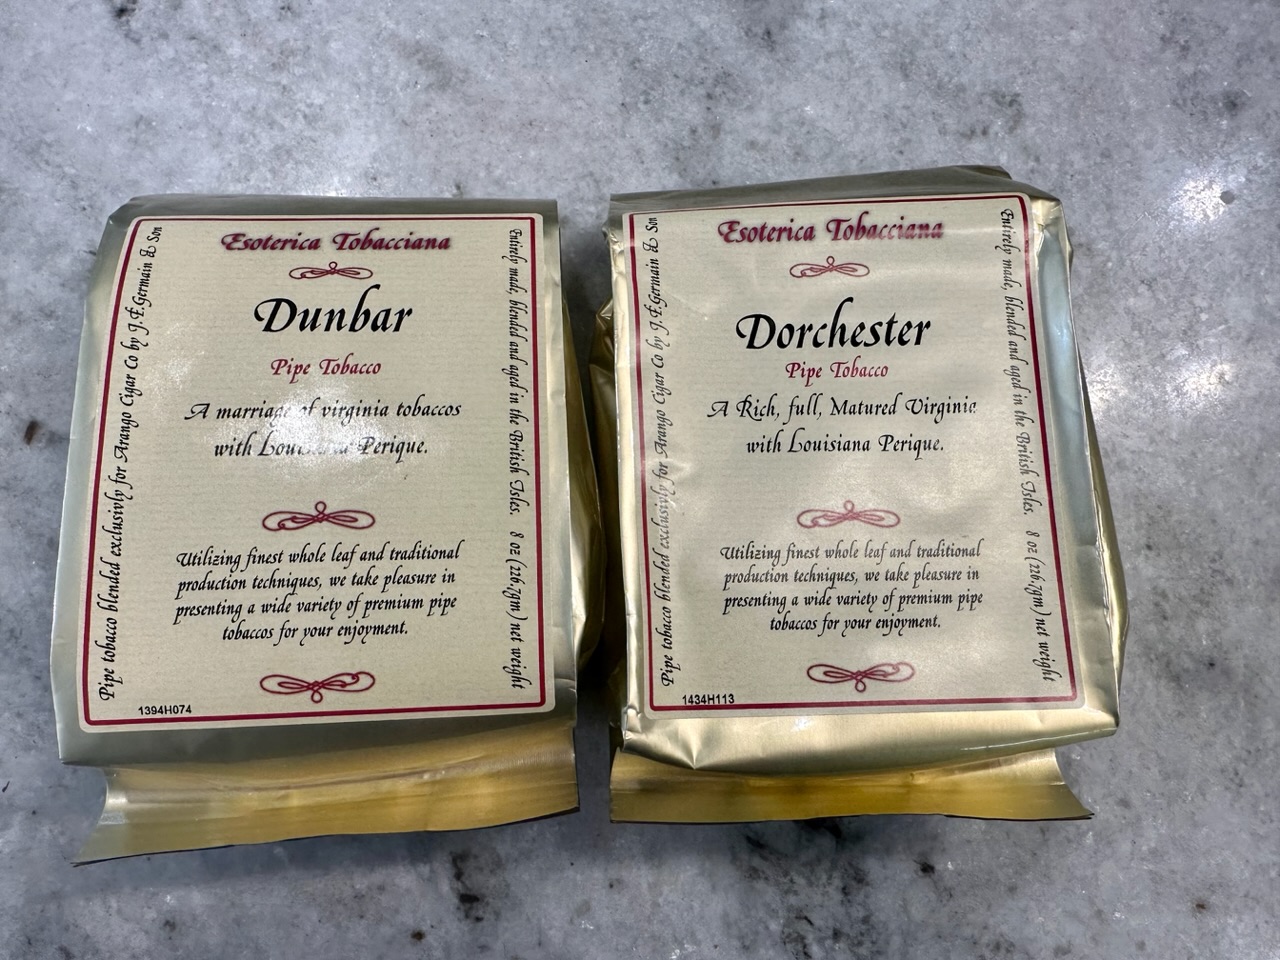 Esoterica Tobacciana
Dunbar
Pipe Tobacco
A marriage of virginia tobaccos
with Louisiana Perique.
Utilizing finest whole leaf and traditional
production techniques, we take pleasure in
presenting a wide variety of premium pipe
tobaccos for your enjoyment.
1394H074
Pipe tobacco blended exclusivly for Arango Cigar Co by J.F.Germain & Son
Entirely made, blended and aged in the British Isles. 8 oz (226.7gm) net weight
Esoterica Tobacciana
Dorchester
Pipe Tobacco
A Rich, full, Matured Virginia
with Louisiana Perique.
Utilizing finest whole leaf and traditional
production techniques, we take pleasure in
presenting a wide variety of premium pipe
tobaccos for your enjoyment.
1434H113
Pipe tobacco blended exclusivly for Arango Cigar Co by J.F.Germain & Son
Entirely made, blended and aged in the British Isles. 8 oz (226.7gm) net weight